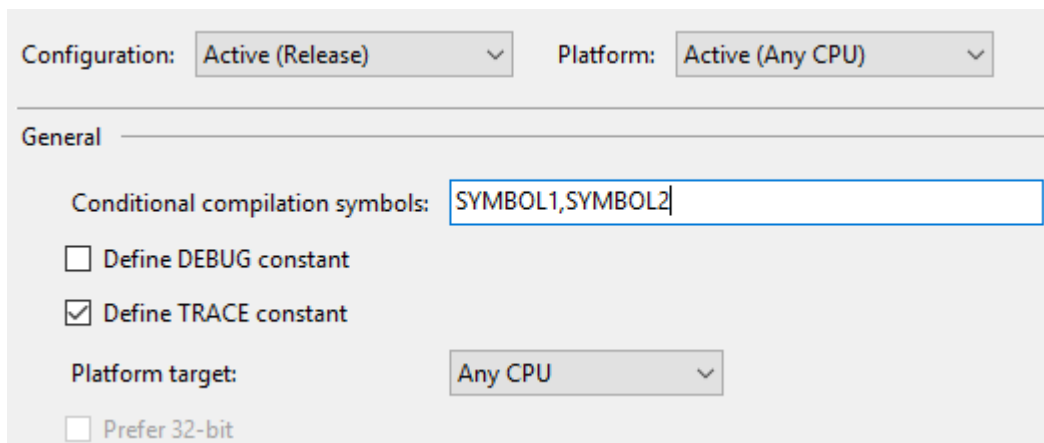 Configuration: Active (Release) Platform: Active (Any CPU)
General
Conditional compilation symbols: SYMBOL1,SYMBOL2
Define DEBUG constant
Define TRACE constant
Platform target: Any CPU
Prefer 32-bit